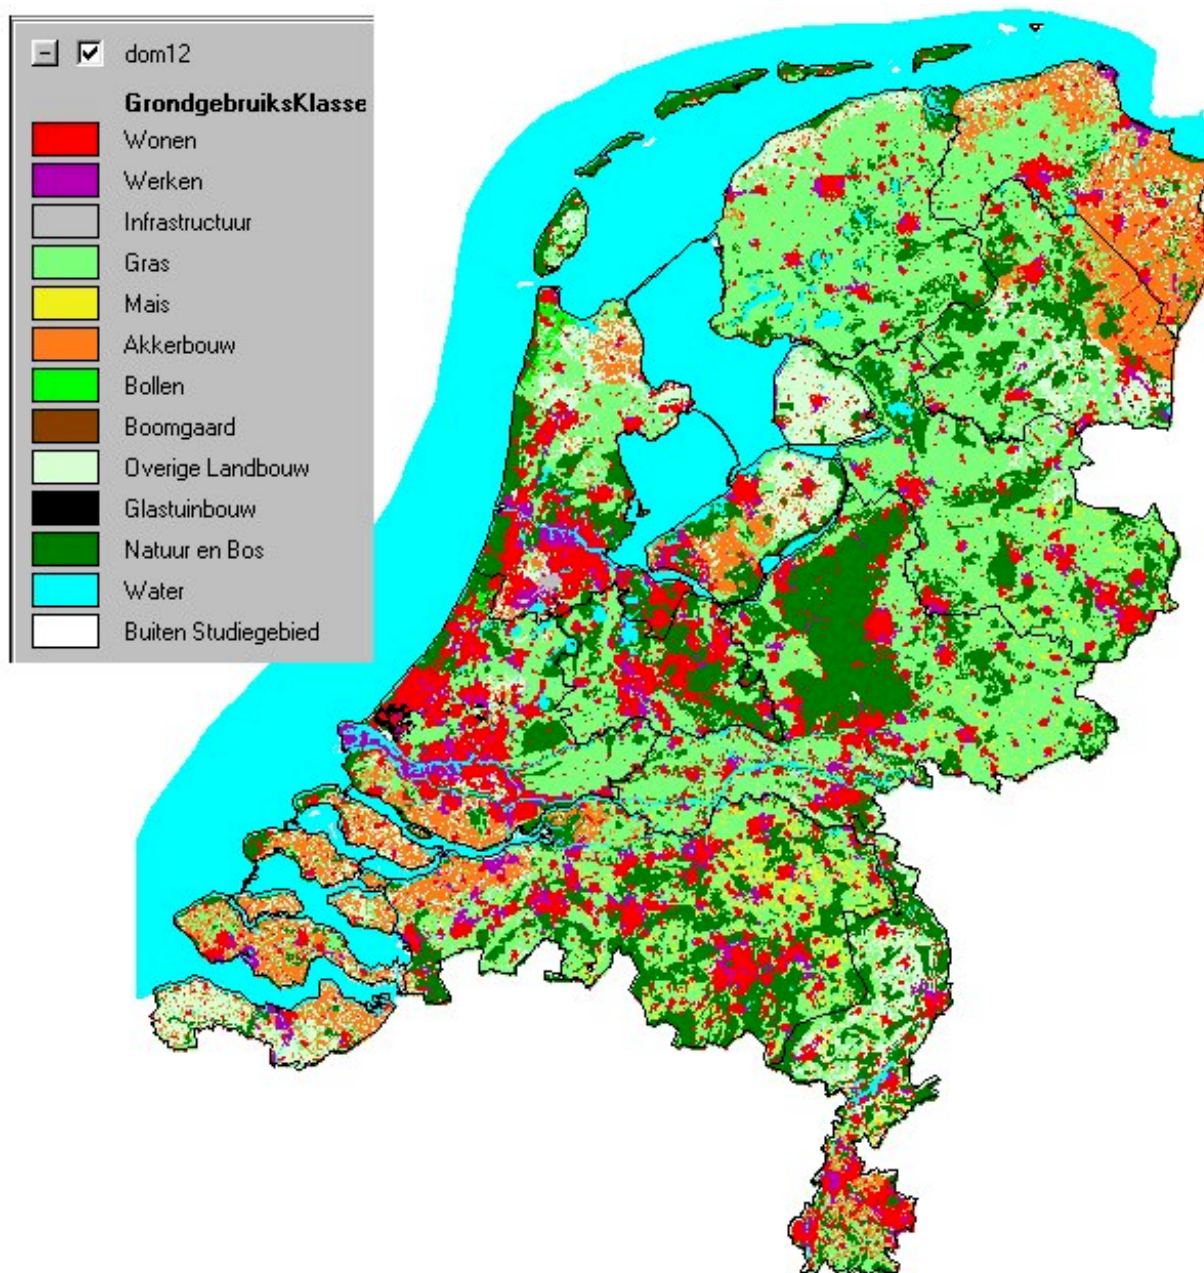 dom12
GrondgebruiksKlasse
Wonen
Werken
Infrastructuur
Gras
Mais
Akkerbouw
Bollen
Boomgaard
Overige Landbouw
Glastuinbouw
Natuur en Bos
Water
Buiten Studiegebied